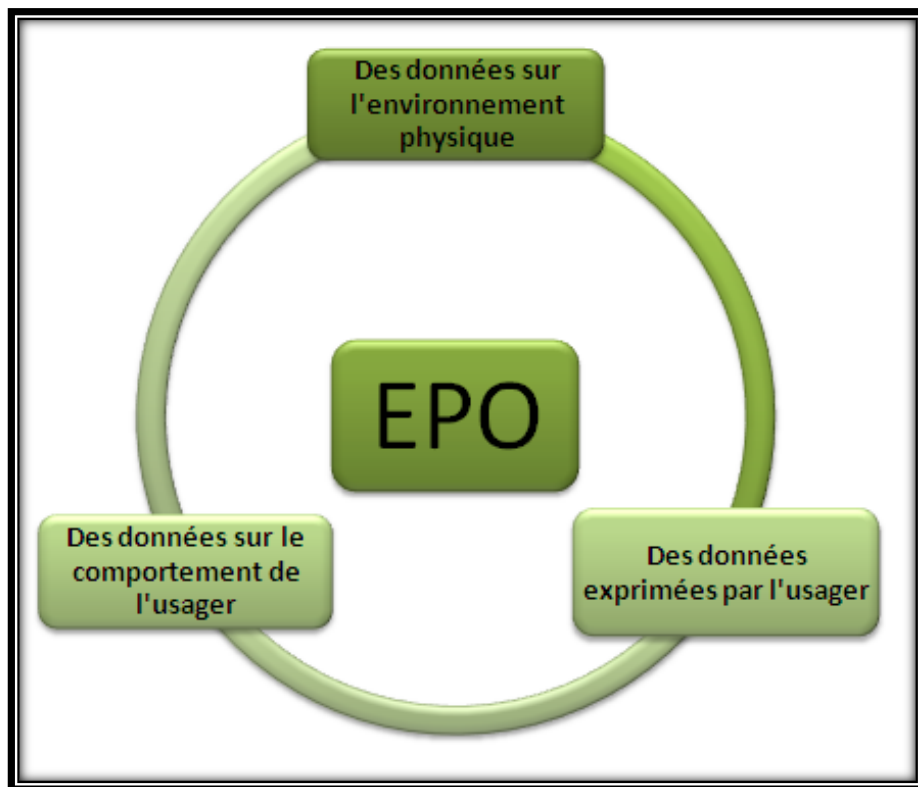 Des données sur
l'environnement
physique
EPO
Des données sur le
comportement de
l'usager
Des données
exprimées par l'usager